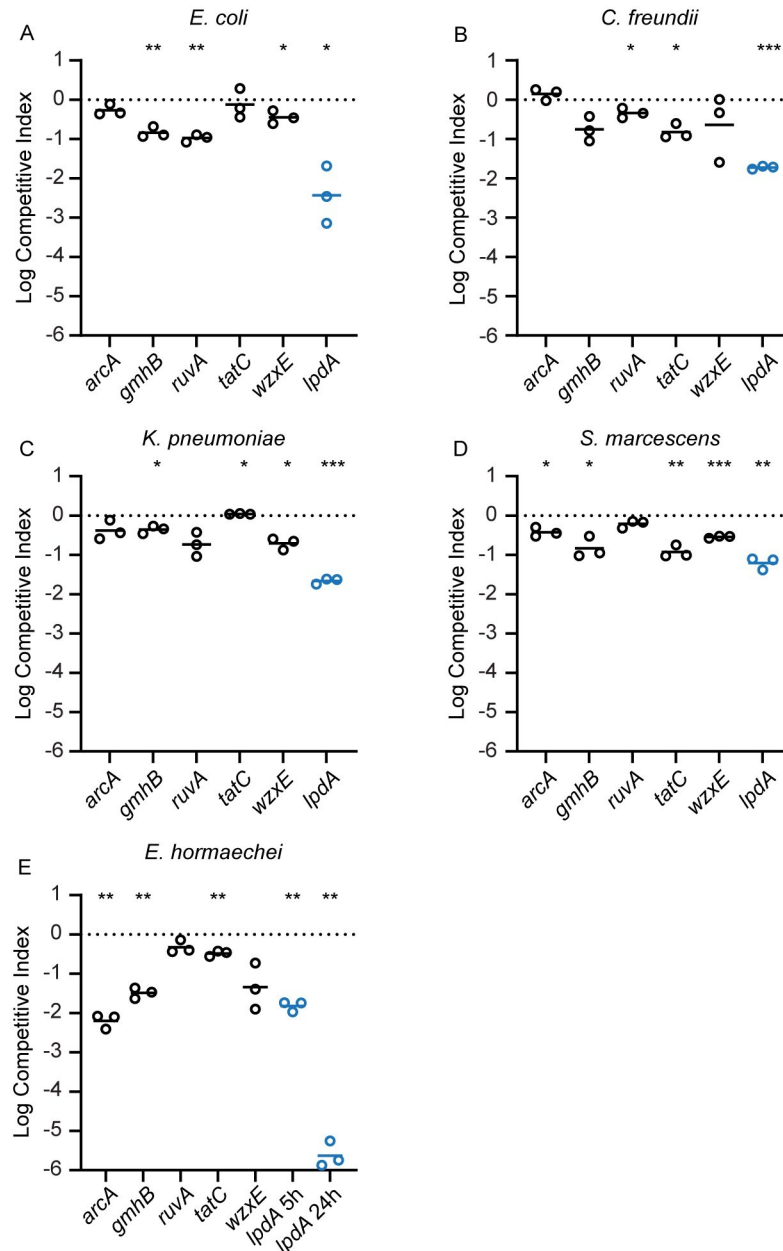 A
E. coli
** ** * *
Log Competitive Index
1
0
-1
-2
-3
-4
-5
-6
arcA
gmhB
ruvA
tatC
wzxE
lpdA
B
C. freundii
* * ***
Log Competitive Index
1
0
-1
-2
-3
-4
-5
-6
arcA
gmhB
ruvA
tatC
wzxE
lpdA
C
K. pneumoniae
* * * ***
Log Competitive Index
1
0
-1
-2
-3
-4
-5
-6
arcA
gmhB
ruvA
tatC
wzxE
lpdA
D
S. marcescens
* * ** *** **
Log Competitive Index
1
0
-1
-2
-3
-4
-5
-6
arcA
gmhB
ruvA
tatC
wzxE
lpdA
E
E. hormaechei
** ** ** ** **
Log Competitive Index
1
0
-1
-2
-3
-4
-5
-6
arcA
gmhB
ruvA
tatC
wzxE
lpdA 5h
lpdA 24h